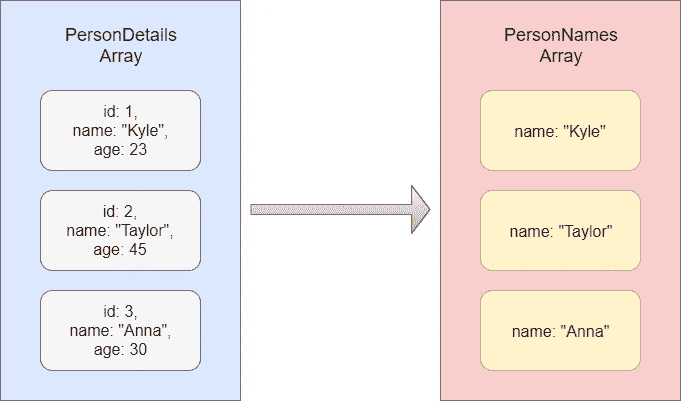 PersonDetails
Array
id: 1,
name: "Kyle",
age: 23
id: 2,
name: "Taylor",
age: 45
id: 3,
name: "Anna",
age: 30
PersonNames
Array
name: "Kyle"
name: "Taylor"
name: "Anna"